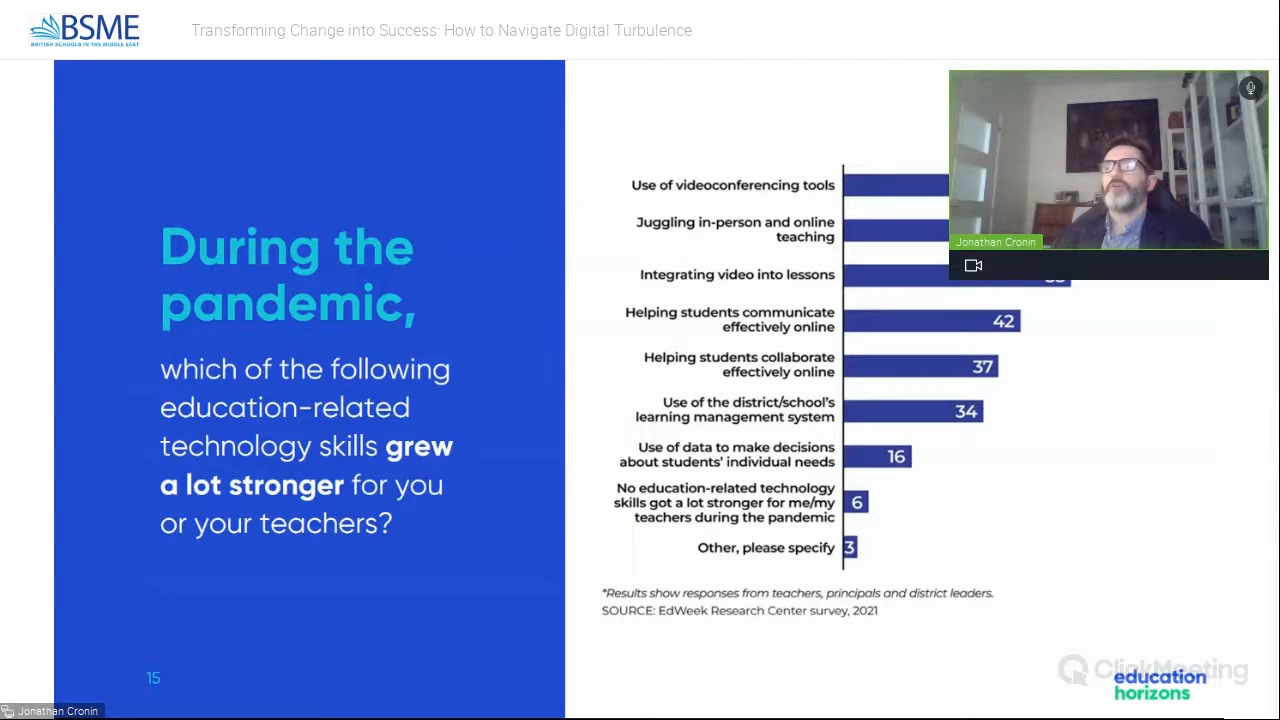 BSME
BRITISH SCHOOLS IN THE MIDDLE EAST
Transforming Change into Success: How to Navigate Digital Turbulence
During the
pandemic,
which of the following
education-related
technology skills grew
a lot stronger for you
or your teachers?
15
Use of videoconferencing tools
Juggling in-person and online
teaching
Integrating video into lessons
Helping students communicate
effectively online
42
Helping students collaborate
effectively online
37
Use of the district/school's
learning management system
34
Use of data to make decisions
about students' individual needs
16
No education-related technology
skills got a lot stronger for me/my
teachers during the pandemic
6
Other, please specify
3
*Results show responses from teachers, principals and district leaders.
SOURCE: EdWeek Research Center survey, 2021
Jonathan Cronin
ClickMeeting
education
horizons
Jonathan Cronin